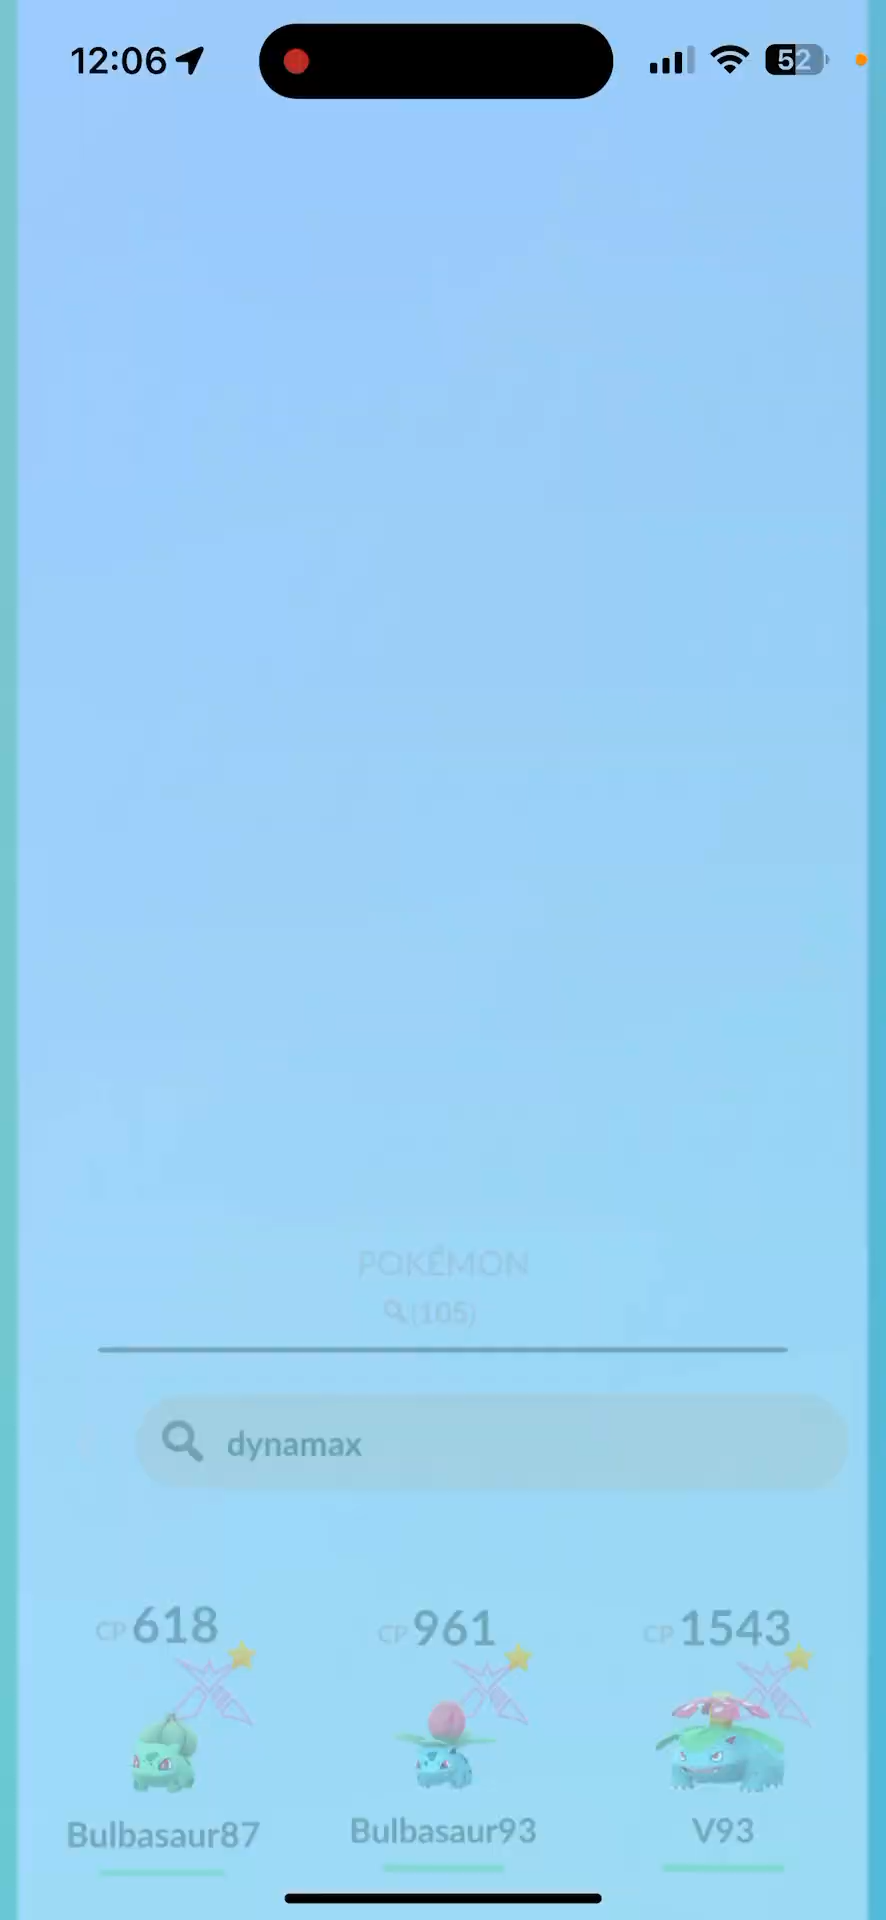 12:06
52
POKÉMON
(105)
dynamax
CP 618
CP 961
CP 1543
Bulbasaur87
Bulbasaur93
V93